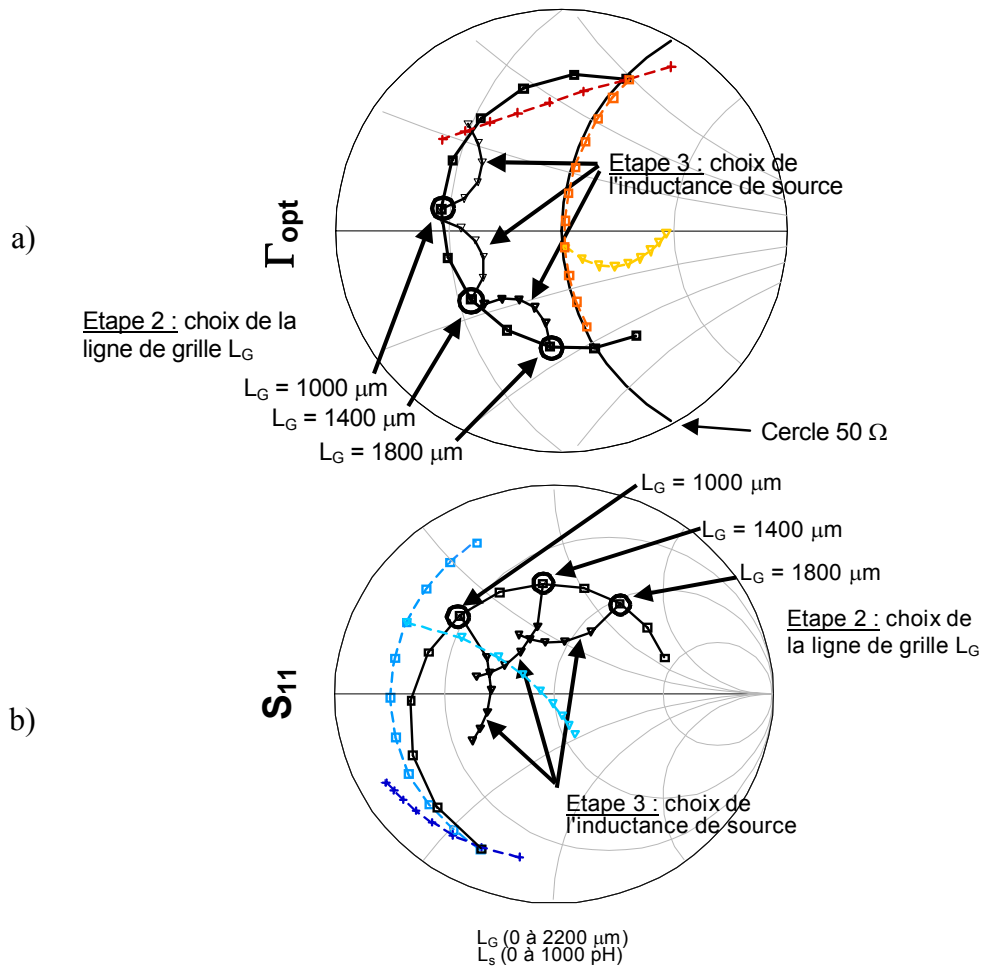 a)
Γopt
Etape 3 : choix de
l'inductance de source
Etape 2 : choix de la
ligne de grille LG
LG = 1000 µm
LG = 1400 µm
LG = 1800 µm
Cercle 50 Ω
b)
S11
LG = 1000 µm
LG = 1400 µm
LG = 1800 µm
Etape 2 : choix de
la ligne de grille LG
Etape 3 : choix de
l'inductance de source
LG (0 à 2200 µm)
Ls (0 à 1000 pH)